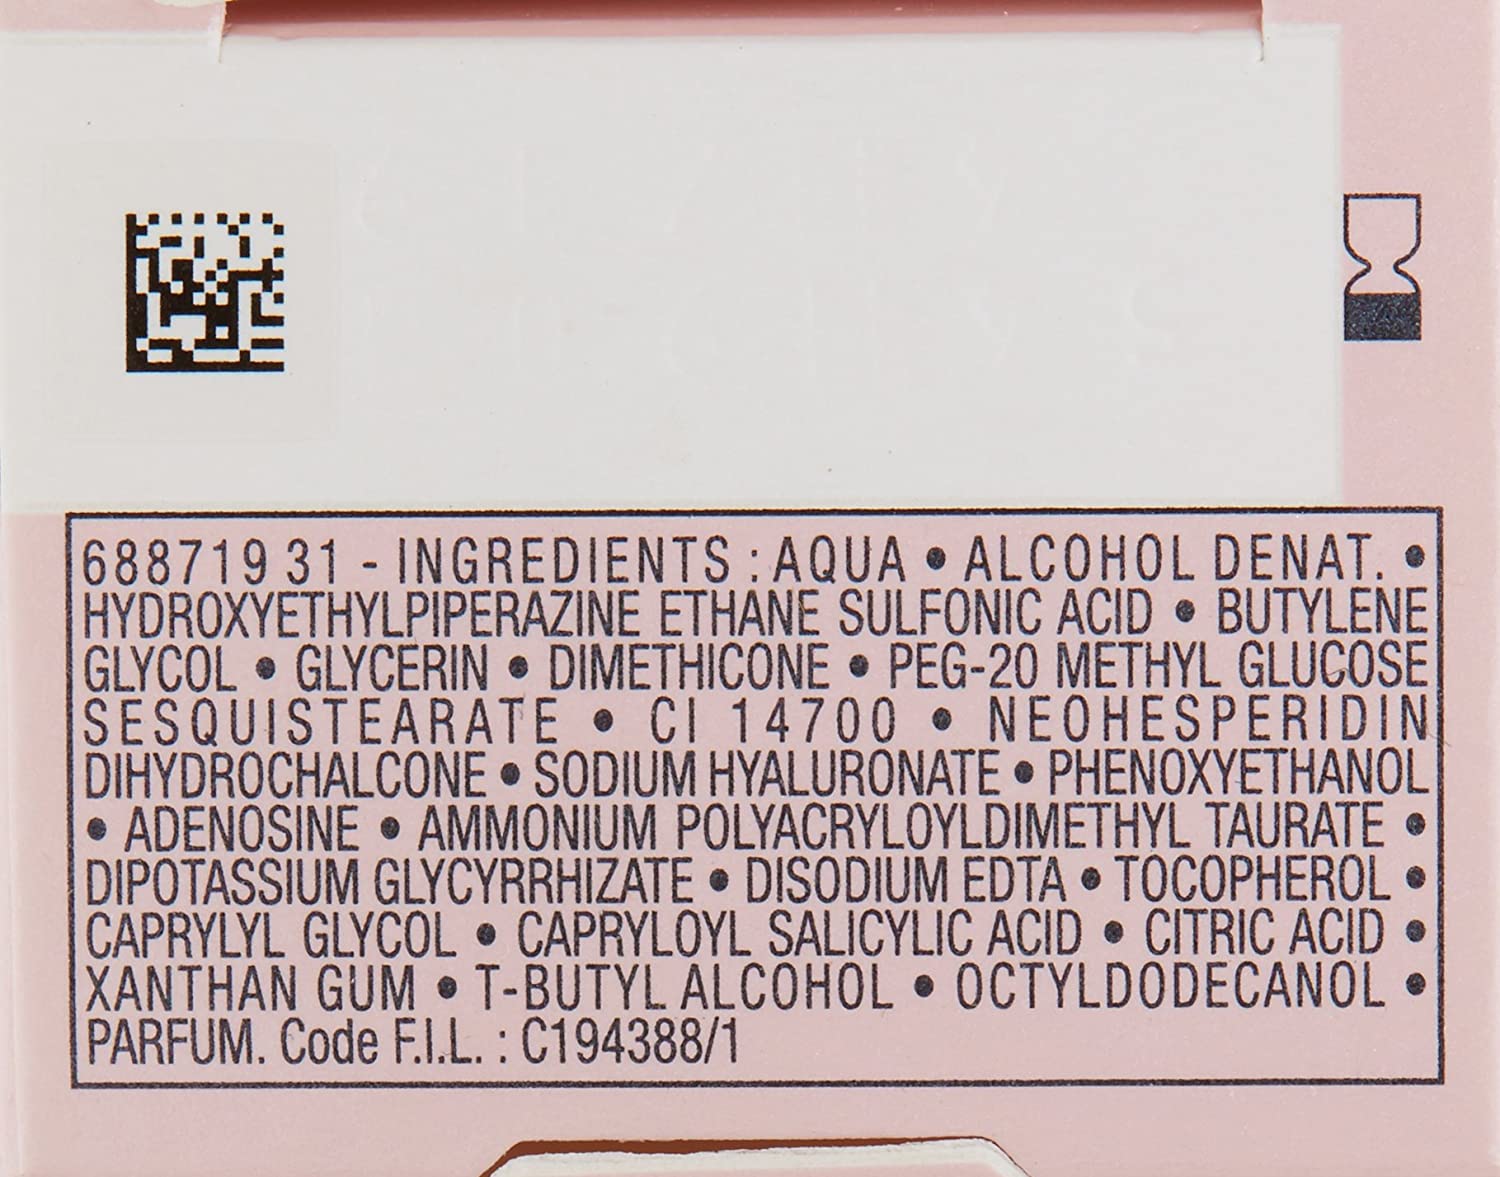 688719 31 - INGREDIENTS : AQUA • ALCOHOL DENAT. •
HYDROXYETHYLPIPERAZINE ETHANE SULFONIC ACID • BUTYLENE
GLYCOL • GLYCERIN • DIMETHICONE • PEG-20 METHYL GLUCOSE
SESQUISTEARATE • CI 14700 • NEOHESPERIDIN
DIHYDROCHALCONE • SODIUM HYALURONATE • PHENOXYETHANOL
• ADENOSINE • AMMONIUM POLYACRYLOYLDIMETHYL TAURATE •
DIPOTASSIUM GLYCYRRHIZATE • DISODIUM EDTA • TOCOPHEROL •
CAPRYLYL GLYCOL • CAPRYLOYL SALICYLIC ACID • CITRIC ACID •
XANTHAN GUM • T-BUTYL ALCOHOL • OCTYLDODECANOL •
PARFUM. Code F.I.L. : C194388/1